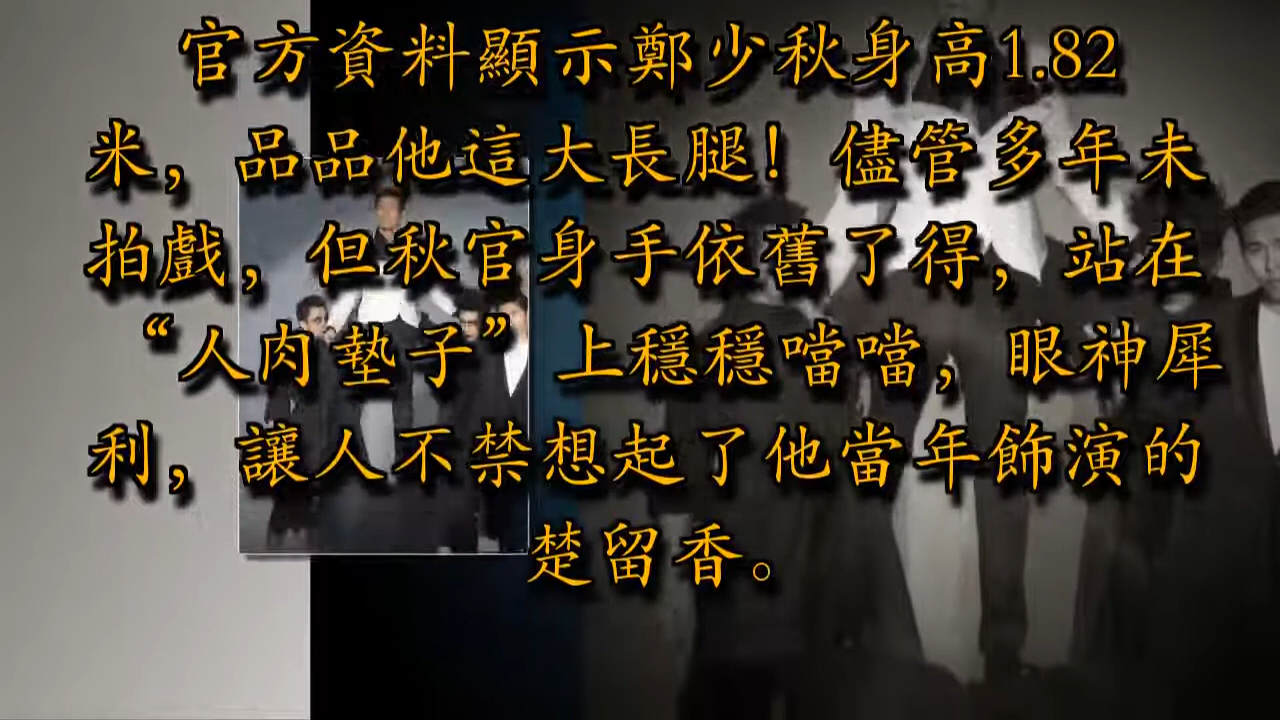 官方資料顯示鄭少秋身高1.82
米，品品他這大長腿！儘管多年未
拍戲，但秋官身手依舊了得，站在
“人肉墊子”上穩穩噹噹，眼神犀
利，讓人不禁想起了他當年飾演的
楚留香。